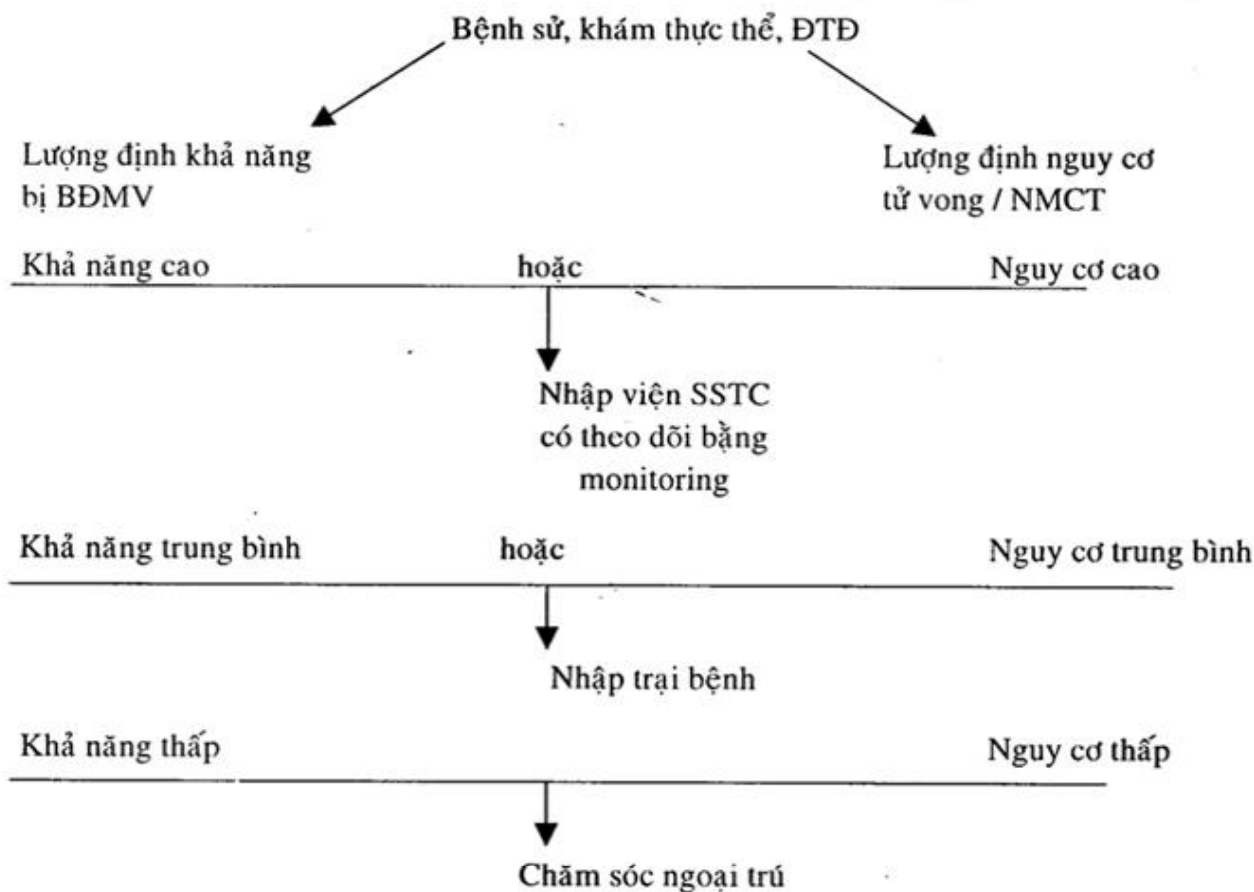 Bệnh sử, khám thực thể, ĐTĐ
Lượng định khả năng
bị BĐMV
Lượng định nguy cơ
tử vong / NMCT
Khả năng cao hoặc Nguy cơ cao
Nhập viện SSTC
có theo dõi bằng
monitoring
Khả năng trung bình hoặc Nguy cơ trung bình
Nhập trại bệnh
Khả năng thấp Nguy cơ thấp
Chăm sóc ngoại trú